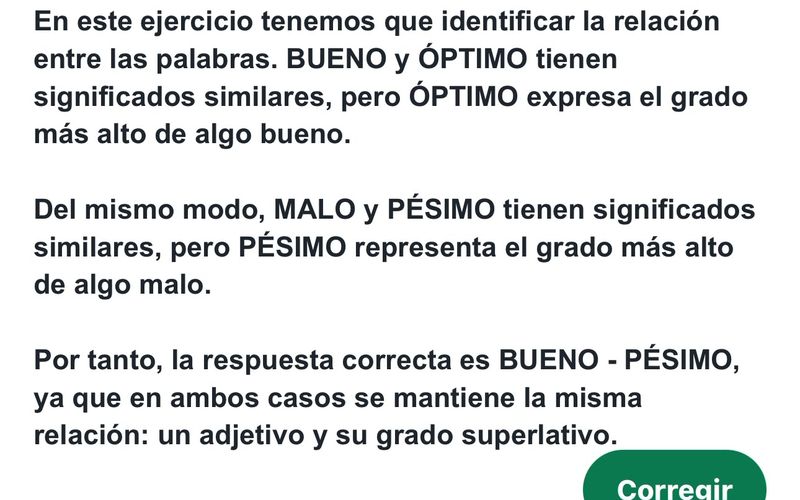 En este ejercicio tenemos que identificar la relación
entre las palabras. BUENO y ÓPTIMO tienen
significados similares, pero ÓPTIMO expresa el grado
más alto de algo bueno.
Del mismo modo, MALO y PÉSIMO tienen significados
similares, pero PÉSIMO representa el grado más alto
de algo malo.
Por tanto, la respuesta correcta es BUENO - PÉSIMO,
ya que en ambos casos se mantiene la misma
relación: un adjetivo y su grado superlativo.
Corregir